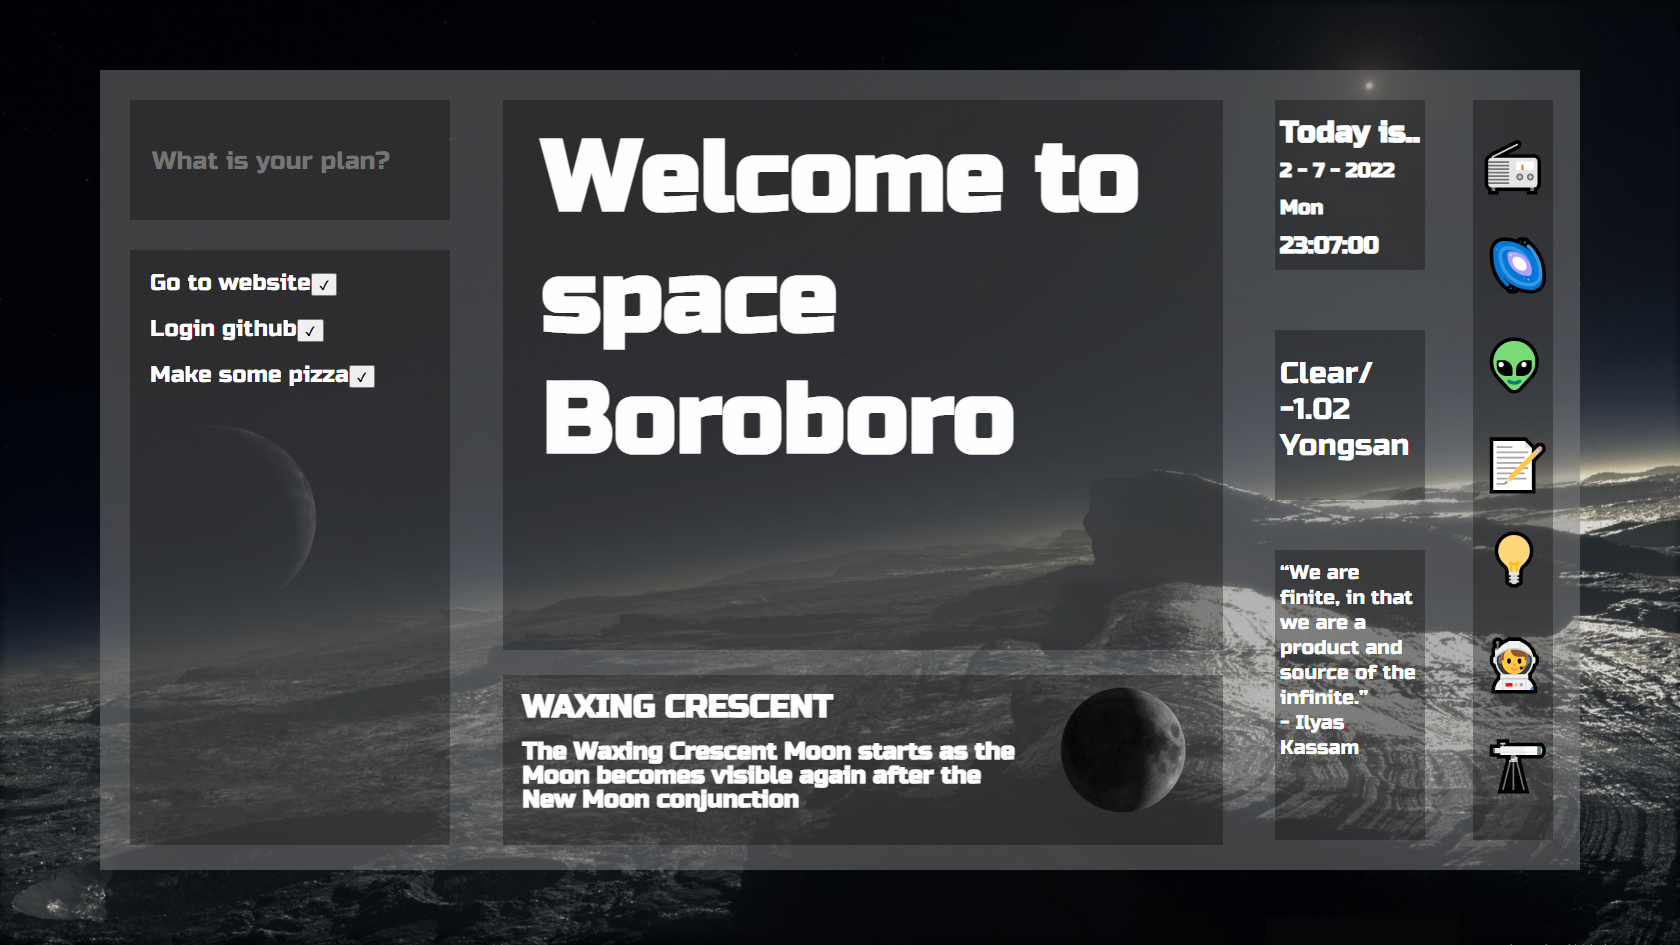 What is your plan?
Go to website✓
Login github✓
Make some pizza✓
Welcome to
space
Boroboro
WAXING CRESCENT
The Waxing Crescent Moon starts as the
Moon becomes visible again after the
New Moon conjunction
Today is..
2 - 7 - 2022
Mon
23:07:00
Clear/
-1.02
Yongsan
“We are
finite, in that
we are a
product and
source of the
infinite.”
- Ilyas
Kassam